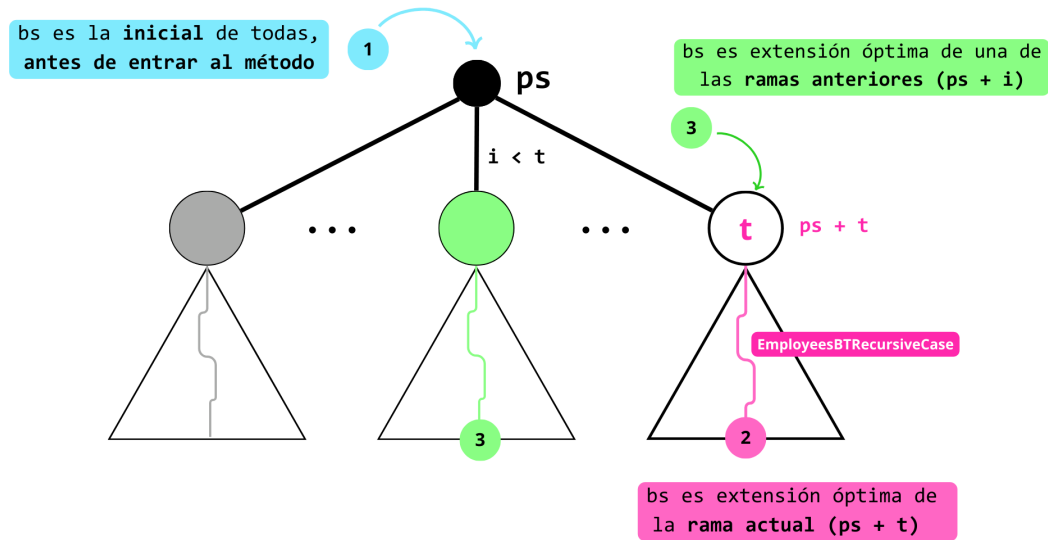 bs es la inicial de todas,
antes de entrar al método
1
ps
bs es extensión óptima de una de
las ramas anteriores (ps + i)
3
i < t
...
...
t
ps + t
EmployeesBTRecursiveCase
3
2
bs es extensión óptima de
la rama actual (ps + t)